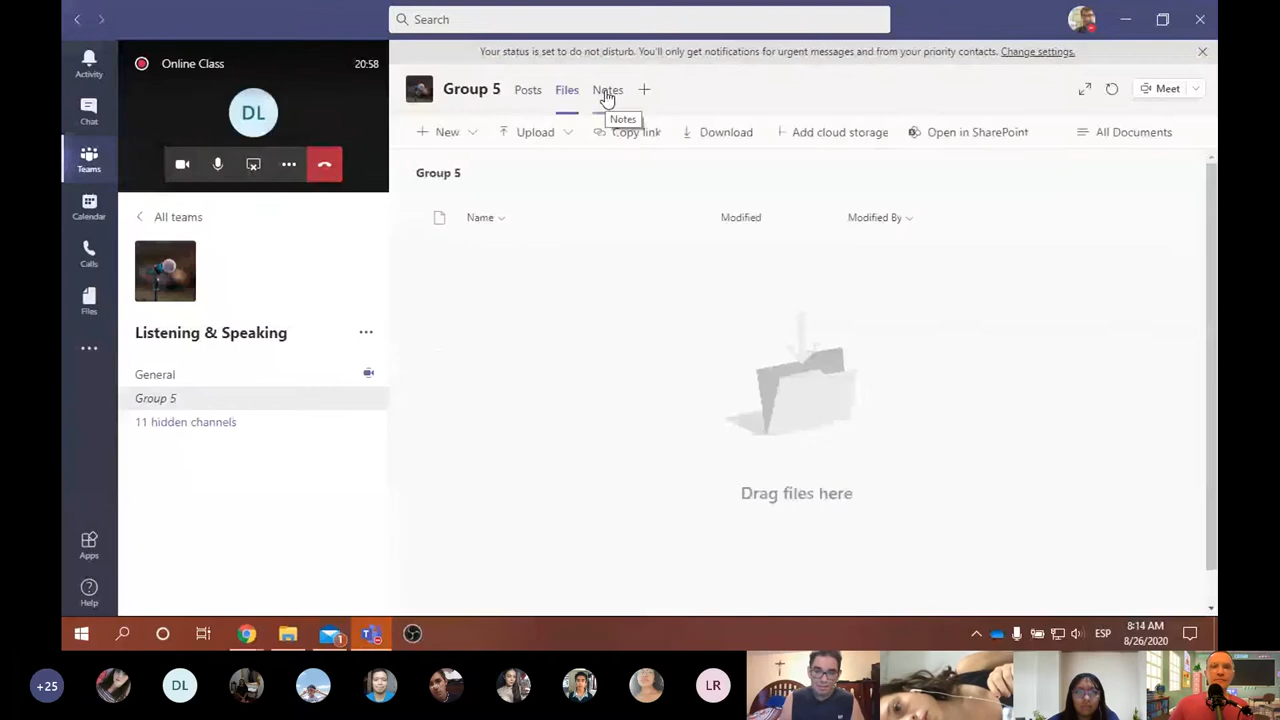 Search
Your status is set to do not disturb. You'll only get notifications for urgent messages and from your priority contacts. Change settings.
Activity
Chat
Teams
Calendar
Calls
Files
Apps
Help
Online Class
20:58
DL
All teams
Listening & Speaking
General
Group 5
11 hidden channels
Group 5
Posts
Files
Notes
Meet
Notes
New
Upload
Copy link
Download
Add cloud storage
Open in SharePoint
All Documents
Group 5
Name
Modified
Modified By
Drag files here
1
ESP
8:14 AM
8/26/2020
+25
DL
LR